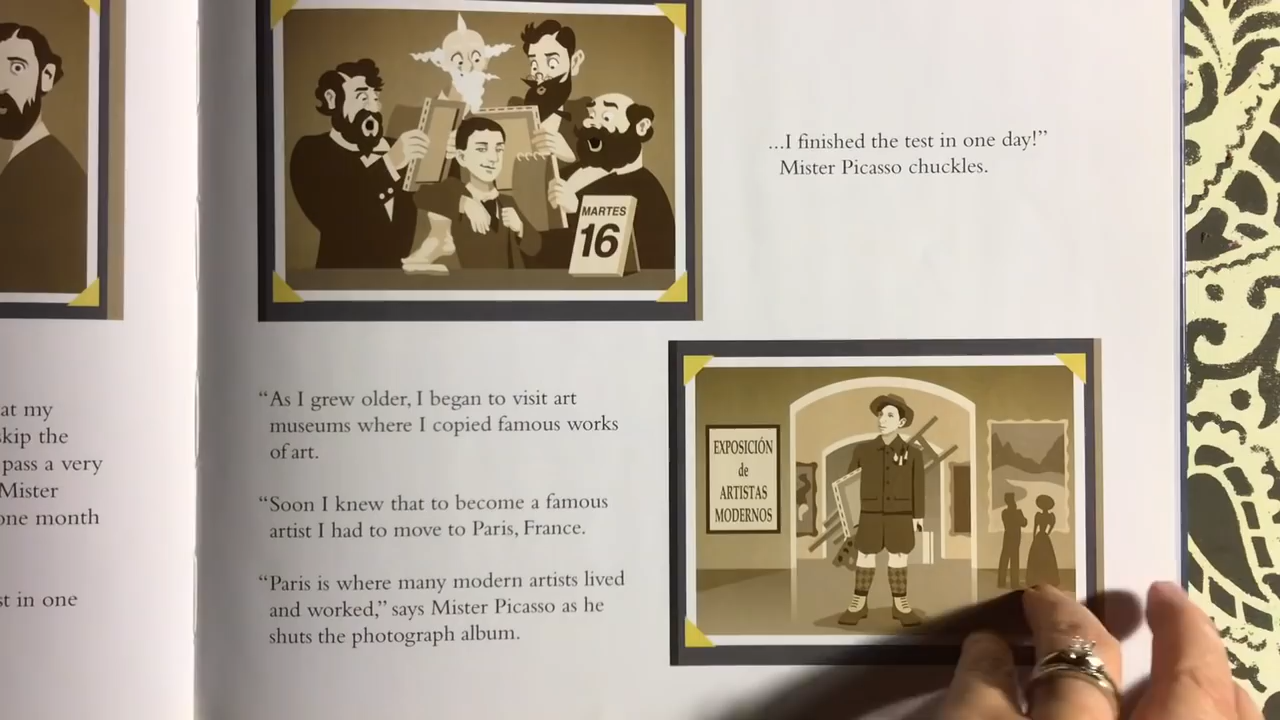 at my
skip the
pass a very
Mister
one month
st in one
MARTES
16
...I finished the test in one day!”
Mister Picasso chuckles.
“As I grew older, I began to visit art
museums where I copied famous works
of art.
“Soon I knew that to become a famous
artist I had to move to Paris, France.
“Paris is where many modern artists lived
and worked,” says Mister Picasso as he
shuts the photograph album.
EXPOSICIÓN
de
ARTISTAS
MODERNOS